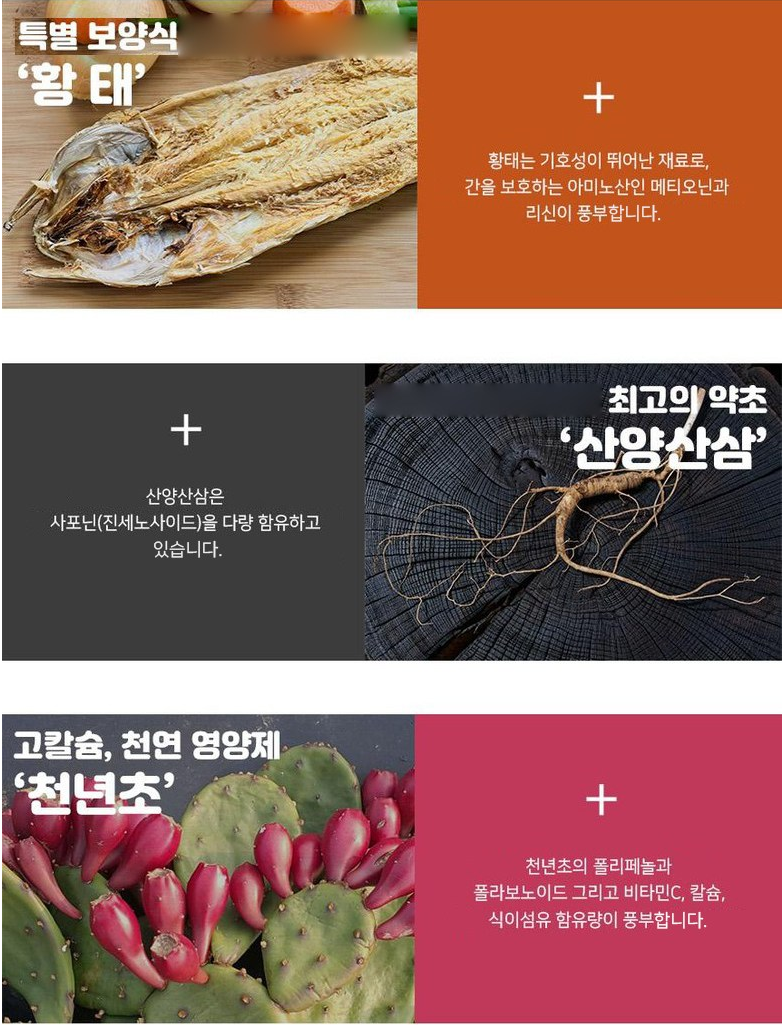 특별 보양식
‘황 태’
+
황태는 기호성이 뛰어난 재료로,
간을 보호하는 아미노산인 메티오닌과
리신이 풍부합니다.
+
산양산삼은
사포닌(진세노사이드)을 다량 함유하고
있습니다.
최고의 약초
‘산양산삼’
고칼슘, 천연 영양제
‘천년초’
+
천년초의 폴리페놀과
폴라보노이드 그리고 비타민C, 칼슘,
식이섬유 함유량이 풍부합니다.